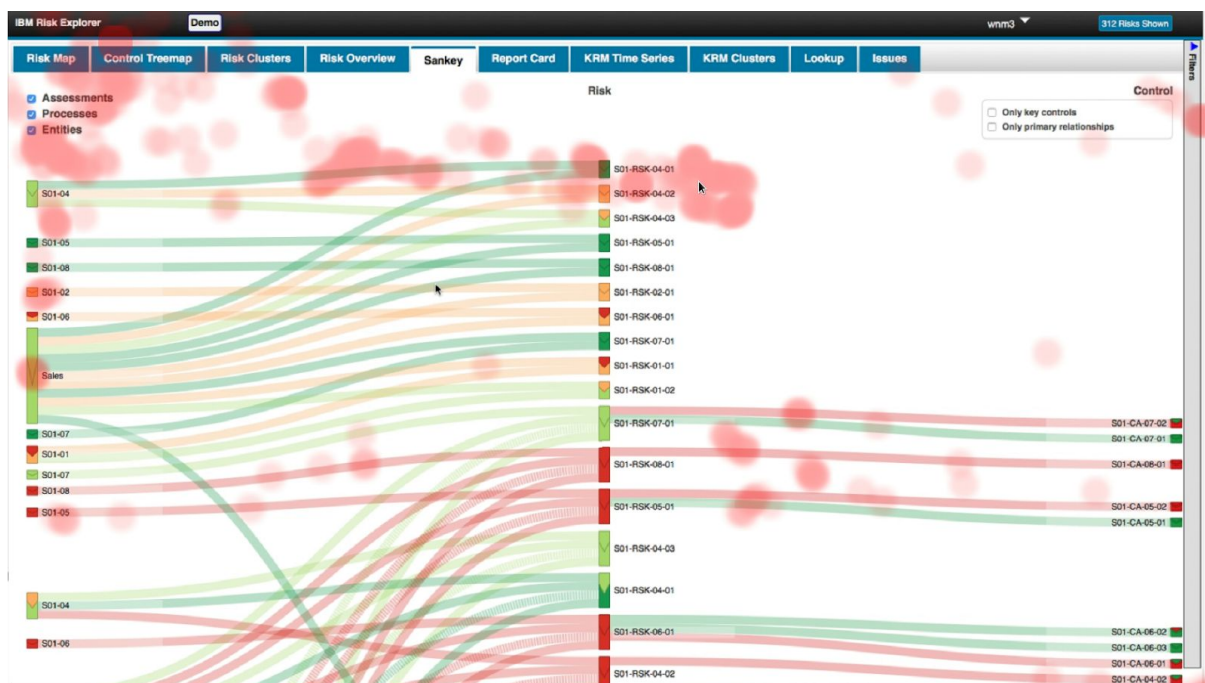 IBM Risk Explorer Demo wnm3 312 Risks Shown
Risk Map Control Treemap Risk Clusters Risk Overview Sankey Report Card KRM Time Series KRM Clusters Lookup Issues
Filters
Assessments
Processes
Entities
Risk
Control
Only key controls
Only primary relationships
S01-04
S01-05
S01-08
S01-02
S01-06
Sales
S01-07
S01-01
S01-07
S01-08
S01-05
S01-04
S01-06
S01-RSK-04-01
S01-RSK-04-02
S01-RSK-04-03
S01-RSK-05-01
S01-RSK-08-01
S01-RSK-02-01
S01-RSK-06-01
S01-RSK-07-01
S01-RSK-01-01
S01-RSK-01-02
S01-RSK-07-01
S01-RSK-08-01
S01-RSK-05-01
S01-RSK-04-03
S01-RSK-04-01
S01-RSK-06-01
S01-RSK-04-02
S01-CA-07-02
S01-CA-07-01
S01-CA-08-01
S01-CA-05-02
S01-CA-05-01
S01-CA-06-02
S01-CA-06-03
S01-CA-06-01
S01-CA-04-02